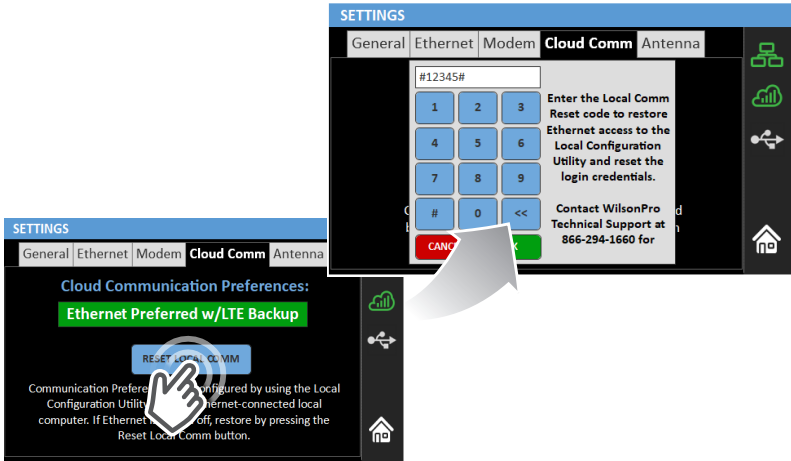 SETTINGS
General Ethernet Modem Cloud Comm Antenna
#12345#
1 2 3
4 5 6
7 8 9
# 0 <<
Enter the Local Comm
Reset code to restore
Ethernet access to the
Local Configuration
Utility and reset the
login credentials.
Contact WilsonPro
Technical Support at
866-294-1660 for
SETTINGS
General Ethernet Modem Cloud Comm Antenna
Cloud Communication Preferences:
Ethernet Preferred w/LTE Backup
RESET LOCAL COMM
Communication configured by using the Local
Configuration Utility local
computer. If Ethernet off, restore by pressing the
Reset Local Comm button.